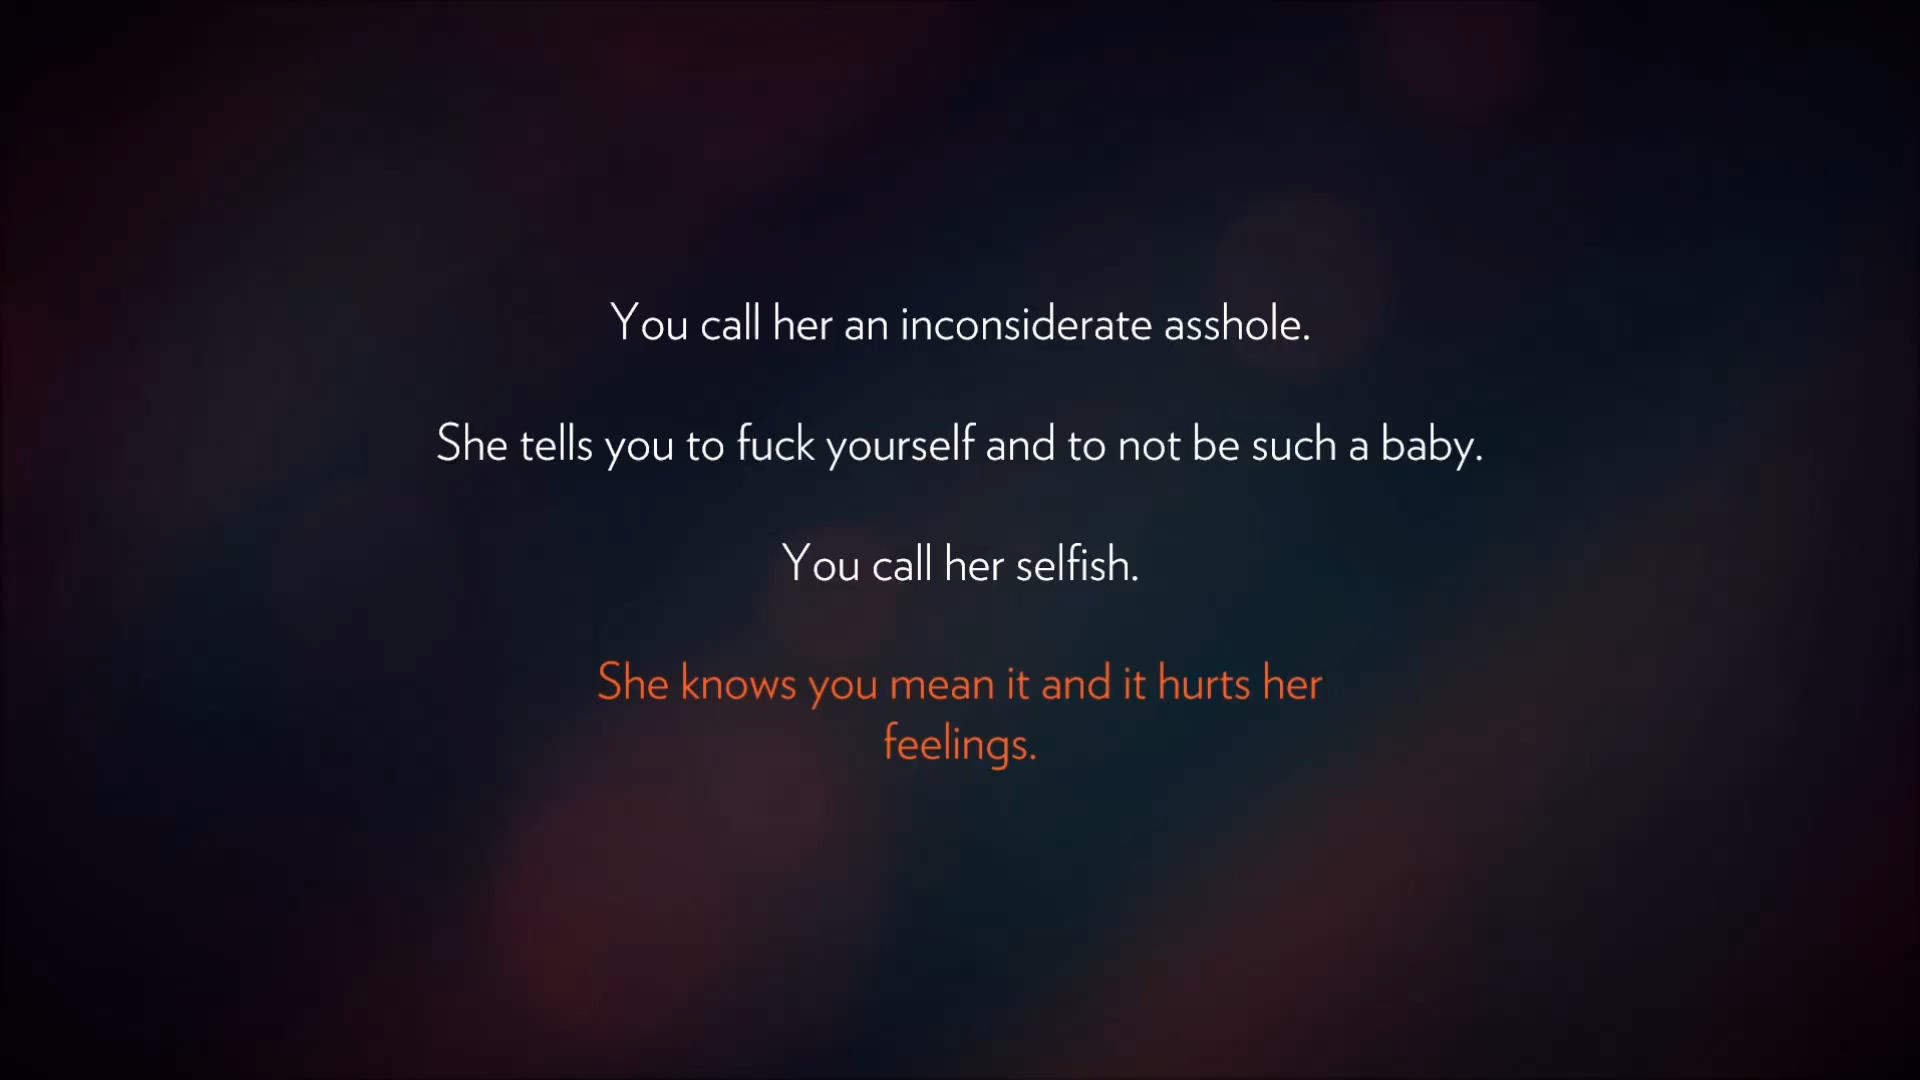 You call her an inconsiderate asshole.
She tells you to fuck yourself and to not be such a baby.
You call her selfish.
She knows you mean it and it hurts her
feelings.